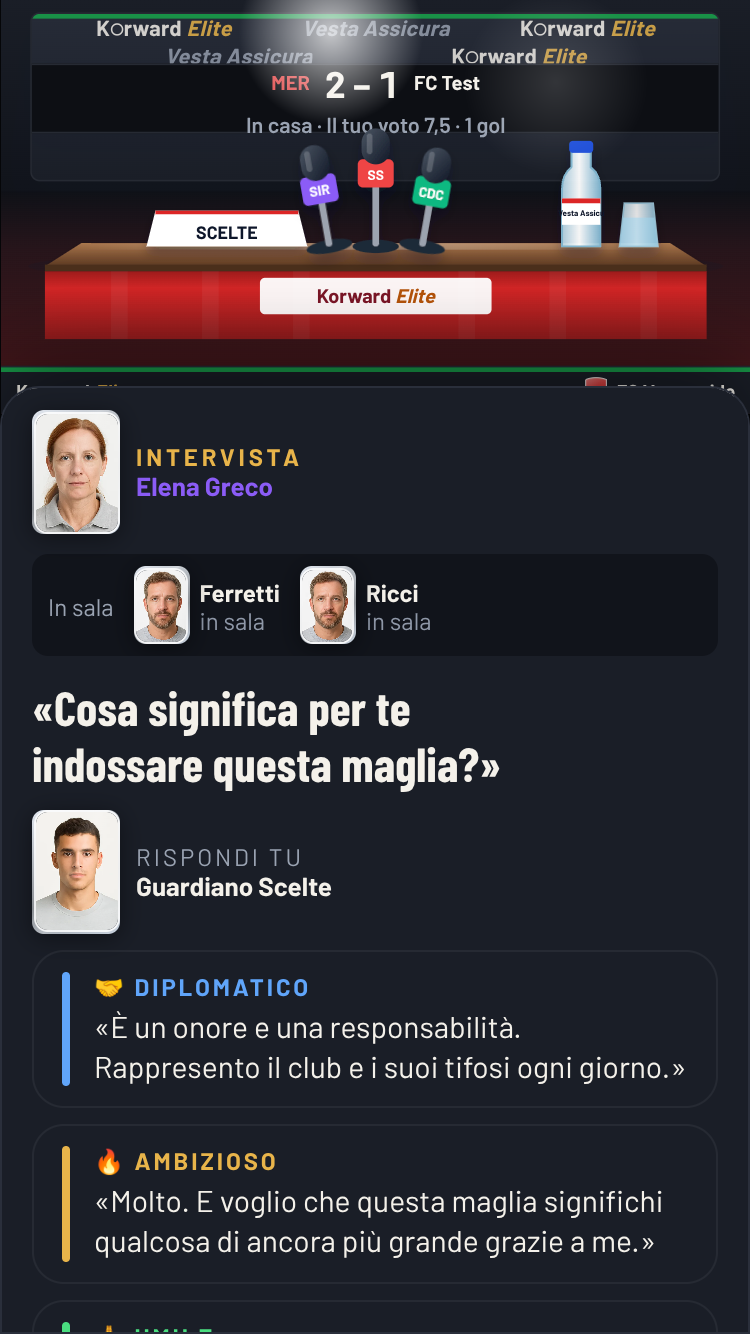 Korward Elite Vesta Assicura Korward Elite
Vesta Assicura Korward Elite
MER 2 – 1 FC Test
In casa · Il tuo voto 7,5 · 1 gol
SIR SS CDC
SCELTE
Korward Elite
INTERVISTA
Elena Greco
In sala
Ferretti
in sala
Ricci
in sala
«Cosa significa per te
indossare questa maglia?»
RISPONDI TU
Guardiano Scelte
🤝 DIPLOMATICO
«È un onore e una responsabilità.
Rappresento il club e i suoi tifosi ogni giorno.»
🔥 AMBIZIOSO
«Molto. E voglio che questa maglia significhi
qualcosa di ancora più grande grazie a me.»